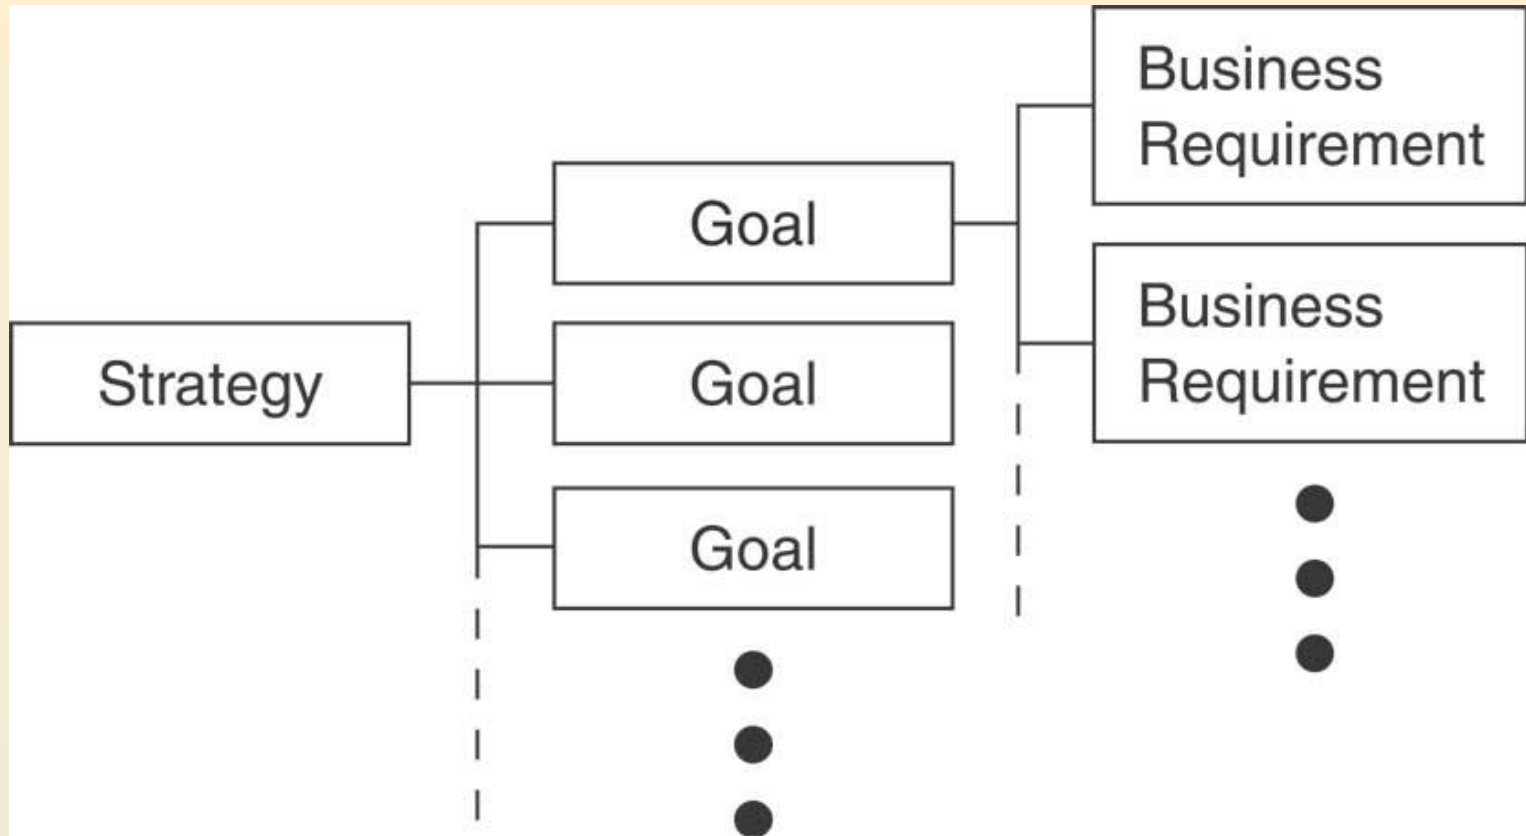 Business
Requirement
Goal
Business
Requirement
Strategy
Goal
Goal